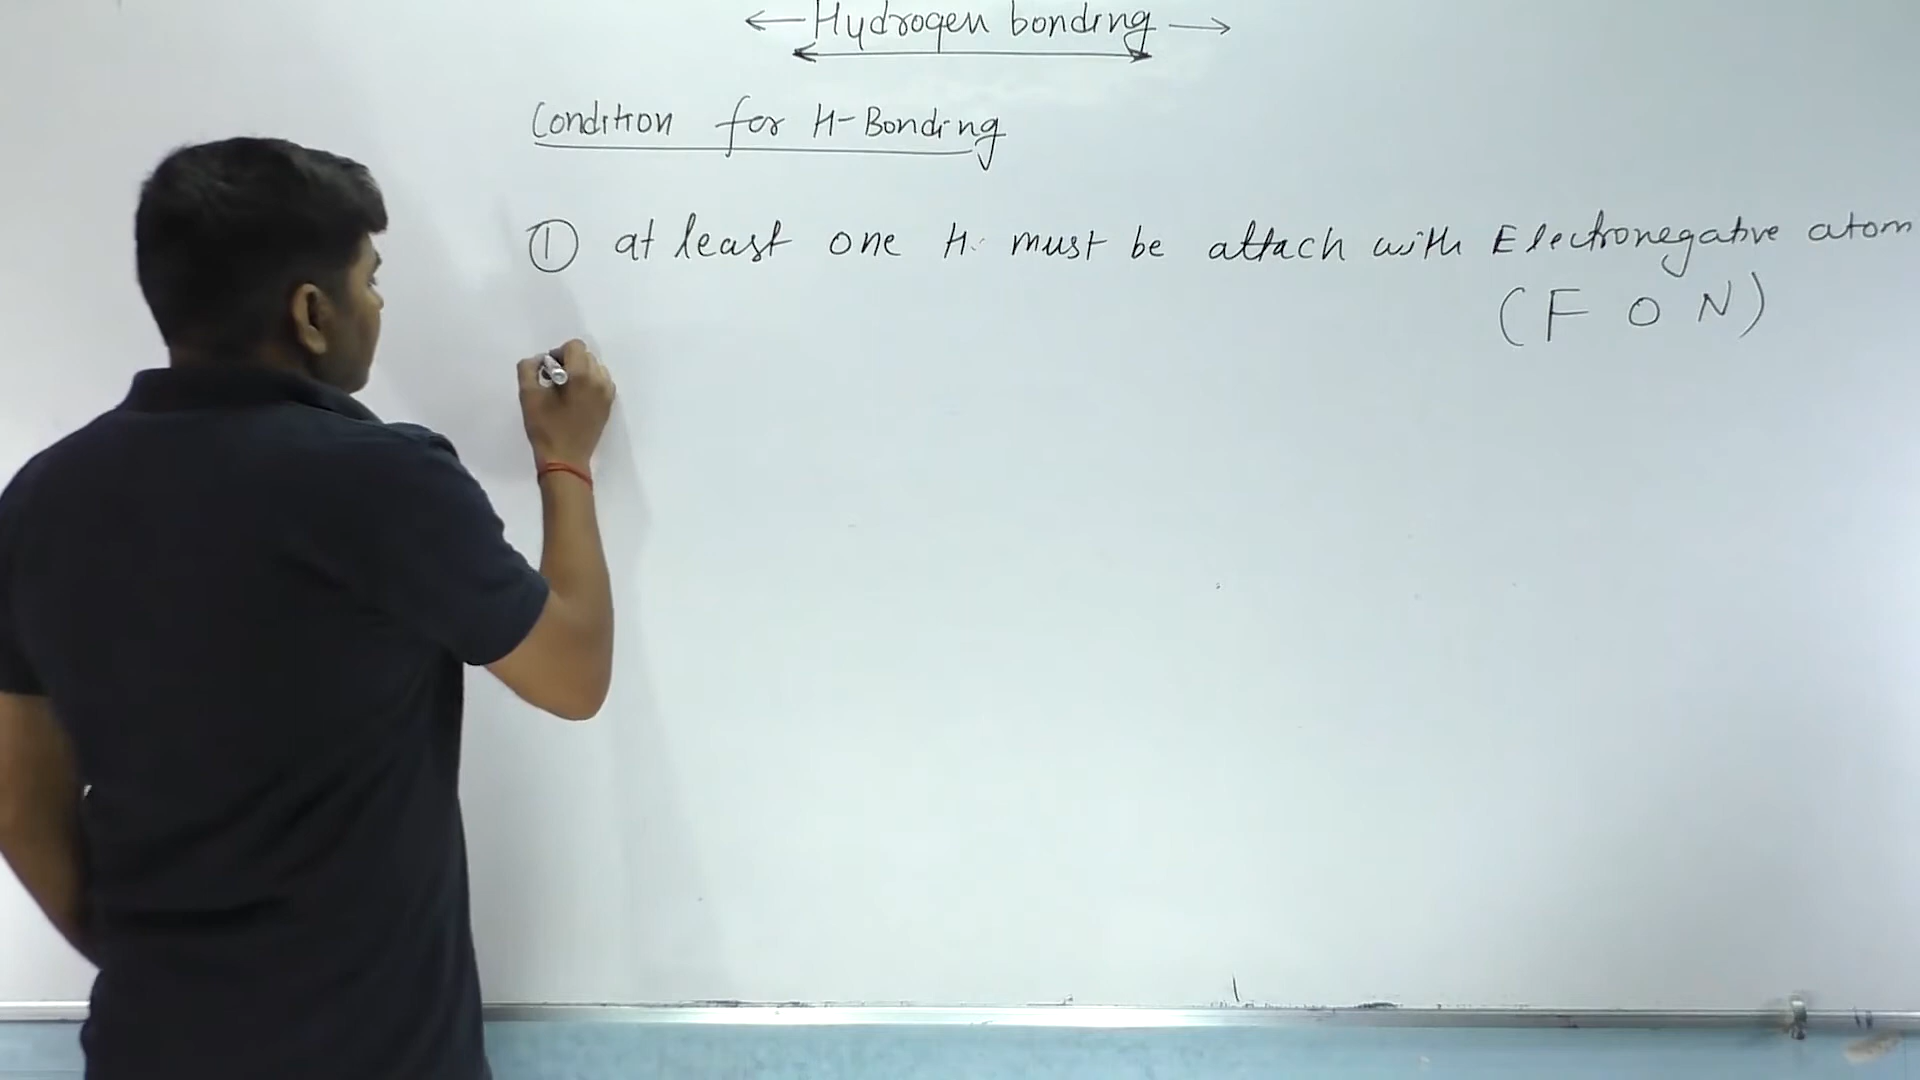 ← Hydrogen bonding →
Condition for H-Bonding
① at least one H must be attach with Electronegative atom
(F O N)